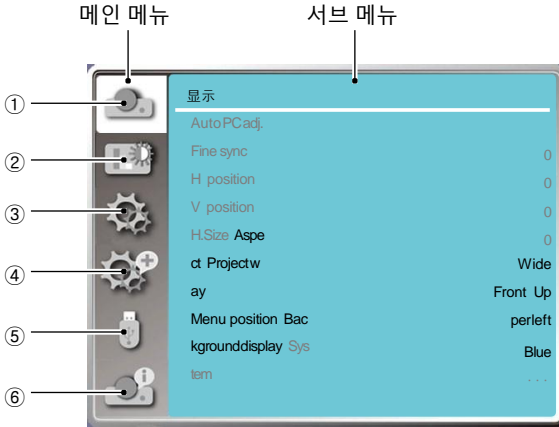 메인 메뉴 서브 메뉴
显示
① Auto PC adj.
Fine sync 0
② H position 0
V position 0
③ H.Size Aspe 0
ct Projectw Wide
④ ay Front Up
Menu position Bac perleft
⑤ kgrounddisplay Sys Blue
tem ...
⑥